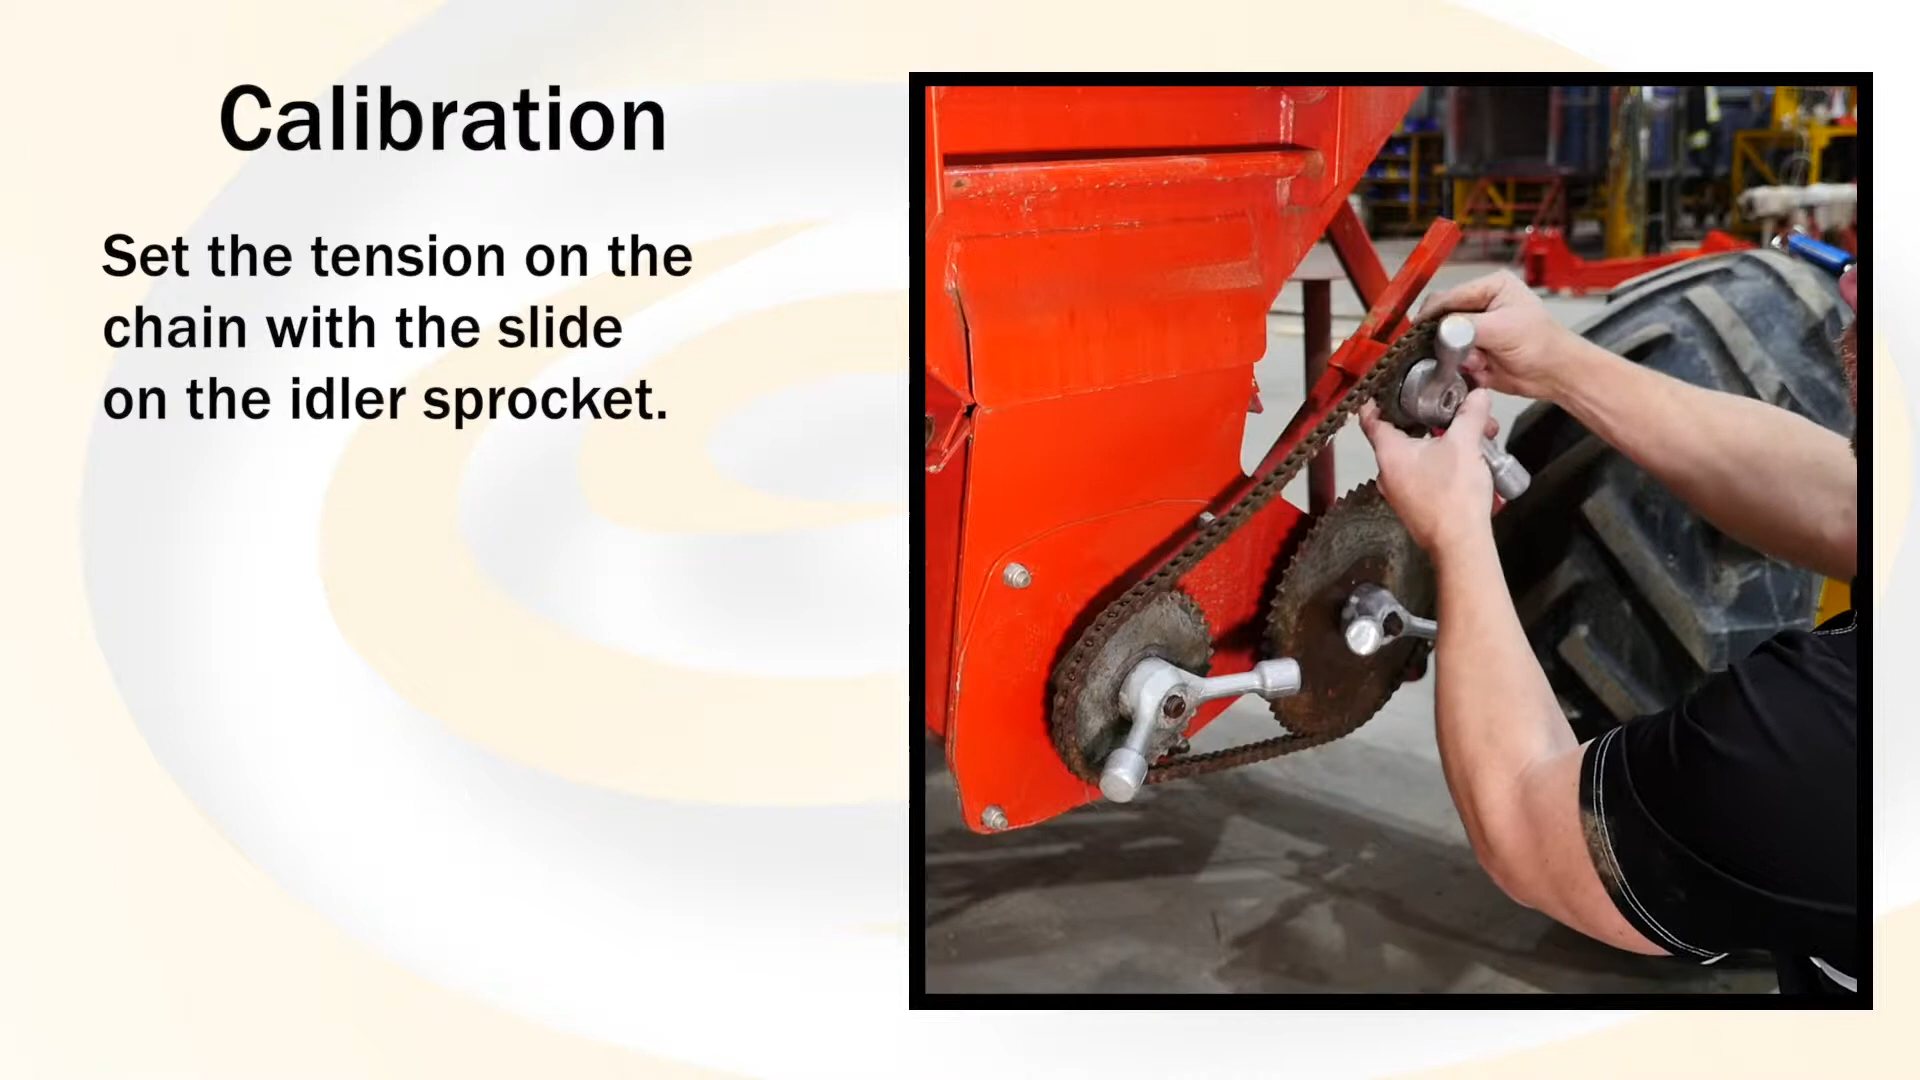 Calibration
Set the tension on the
chain with the slide
on the idler sprocket.